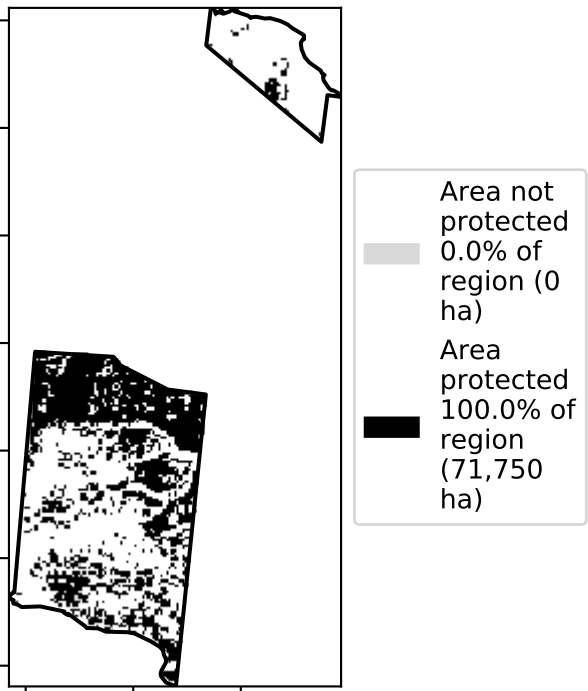 Area not
protected
0.0% of
region (0
ha)
Area
protected
100.0% of
region
(71,750
ha)